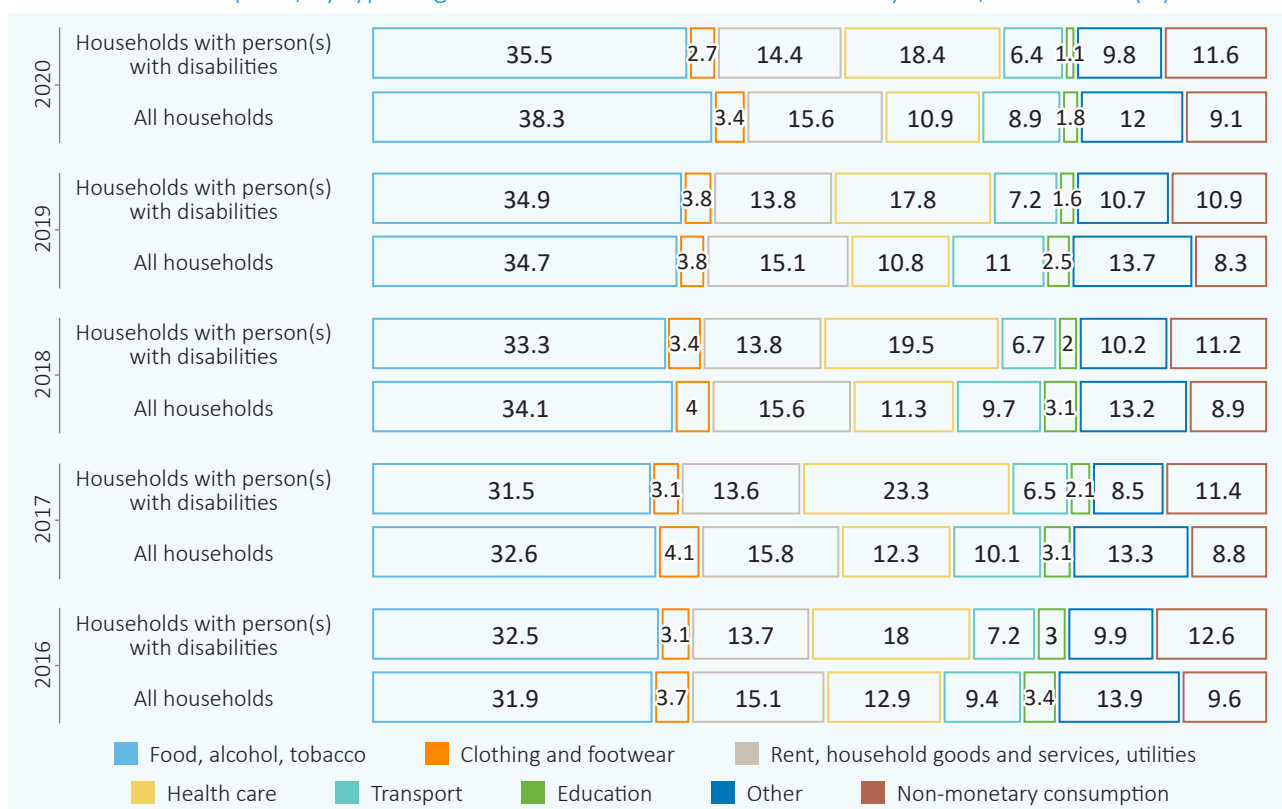 2020
Households with person(s)
with disabilities
35.5 2.7 14.4 18.4 6.4 1.1 9.8 11.6
All households
38.3 3.4 15.6 10.9 8.9 1.8 12 9.1
2019
Households with person(s)
with disabilities
34.9 3.8 13.8 17.8 7.2 1.6 10.7 10.9
All households
34.7 3.8 15.1 10.8 11 2.5 13.7 8.3
2018
Households with person(s)
with disabilities
33.3 3.4 13.8 19.5 6.7 2 10.2 11.2
All households
34.1 4 15.6 11.3 9.7 3.1 13.2 8.9
2017
Households with person(s)
with disabilities
31.5 3.1 13.6 23.3 6.5 2.1 8.5 11.4
All households
32.6 4.1 15.8 12.3 10.1 3.1 13.3 8.8
2016
Households with person(s)
with disabilities
32.5 3.1 13.7 18 7.2 3 9.9 12.6
All households
31.9 3.7 15.1 12.9 9.4 3.4 13.9 9.6
Food, alcohol, tobacco Clothing and footwear Rent, household goods and services, utilities
Health care Transport Education Other Non-monetary consumption